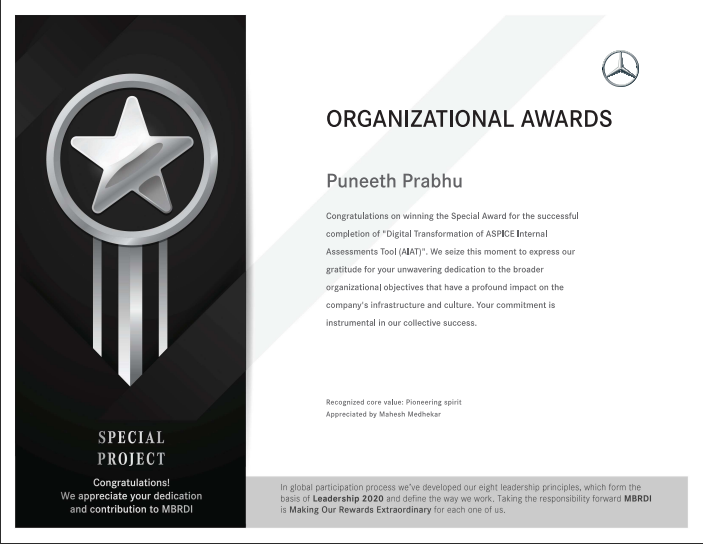 ORGANIZATIONAL AWARDS
Puneeth Prabhu
Congratulations on winning the Special Award for the successful
completion of "Digital Transformation of ASPICE Internal
Assessments Tool (AIAT)". We seize this moment to express our
gratitude for your unwavering dedication to the broader
organizational objectives that have a profound impact on the
company's infrastructure and culture. Your commitment is
instrumental in our collective success.
Recognized core value: Pioneering spirit
Appreciated by Mahesh Medhekar
SPECIAL
PROJECT
Congratulations!
We appreciate your dedication
and contribution to MBRDI
In global participation process we've developed our eight leadership principles, which form the
basis of Leadership 2020 and define the way we work. Taking the responsibility forward MBRDI
is Making Our Rewards Extraordinary for each one of us.